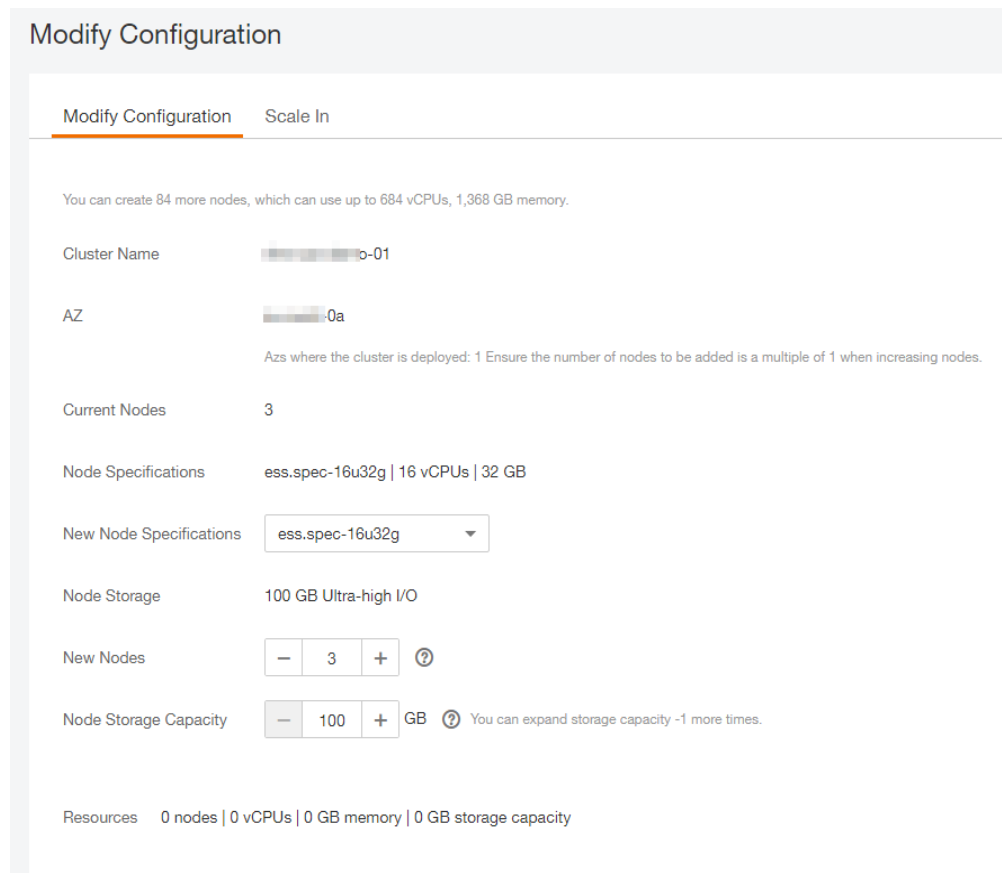 Modify Configuration
Modify Configuration Scale In
You can create 84 more nodes, which can use up to 684 vCPUs, 1,368 GB memory.
Cluster Name o-01
AZ -0a
Azs where the cluster is deployed: 1 Ensure the number of nodes to be added is a multiple of 1 when increasing nodes.
Current Nodes 3
Node Specifications ess.spec-16u32g | 16 vCPUs | 32 GB
New Node Specifications ess.spec-16u32g
Node Storage 100 GB Ultra-high I/O
New Nodes − 3 + ?
Node Storage Capacity − 100 + GB ? You can expand storage capacity -1 more times.
Resources 0 nodes | 0 vCPUs | 0 GB memory | 0 GB storage capacity